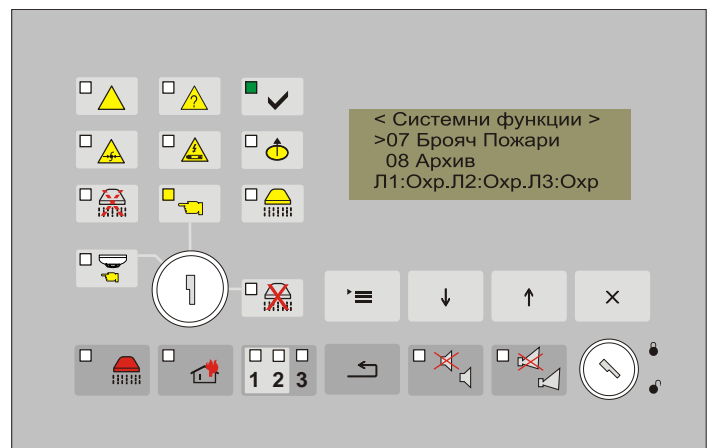 ?
< Системни функции >
>07 Брояч Пожари
08 Архив
Л1:Охр.Л2:Охр.Л3:Охр
1 2 3